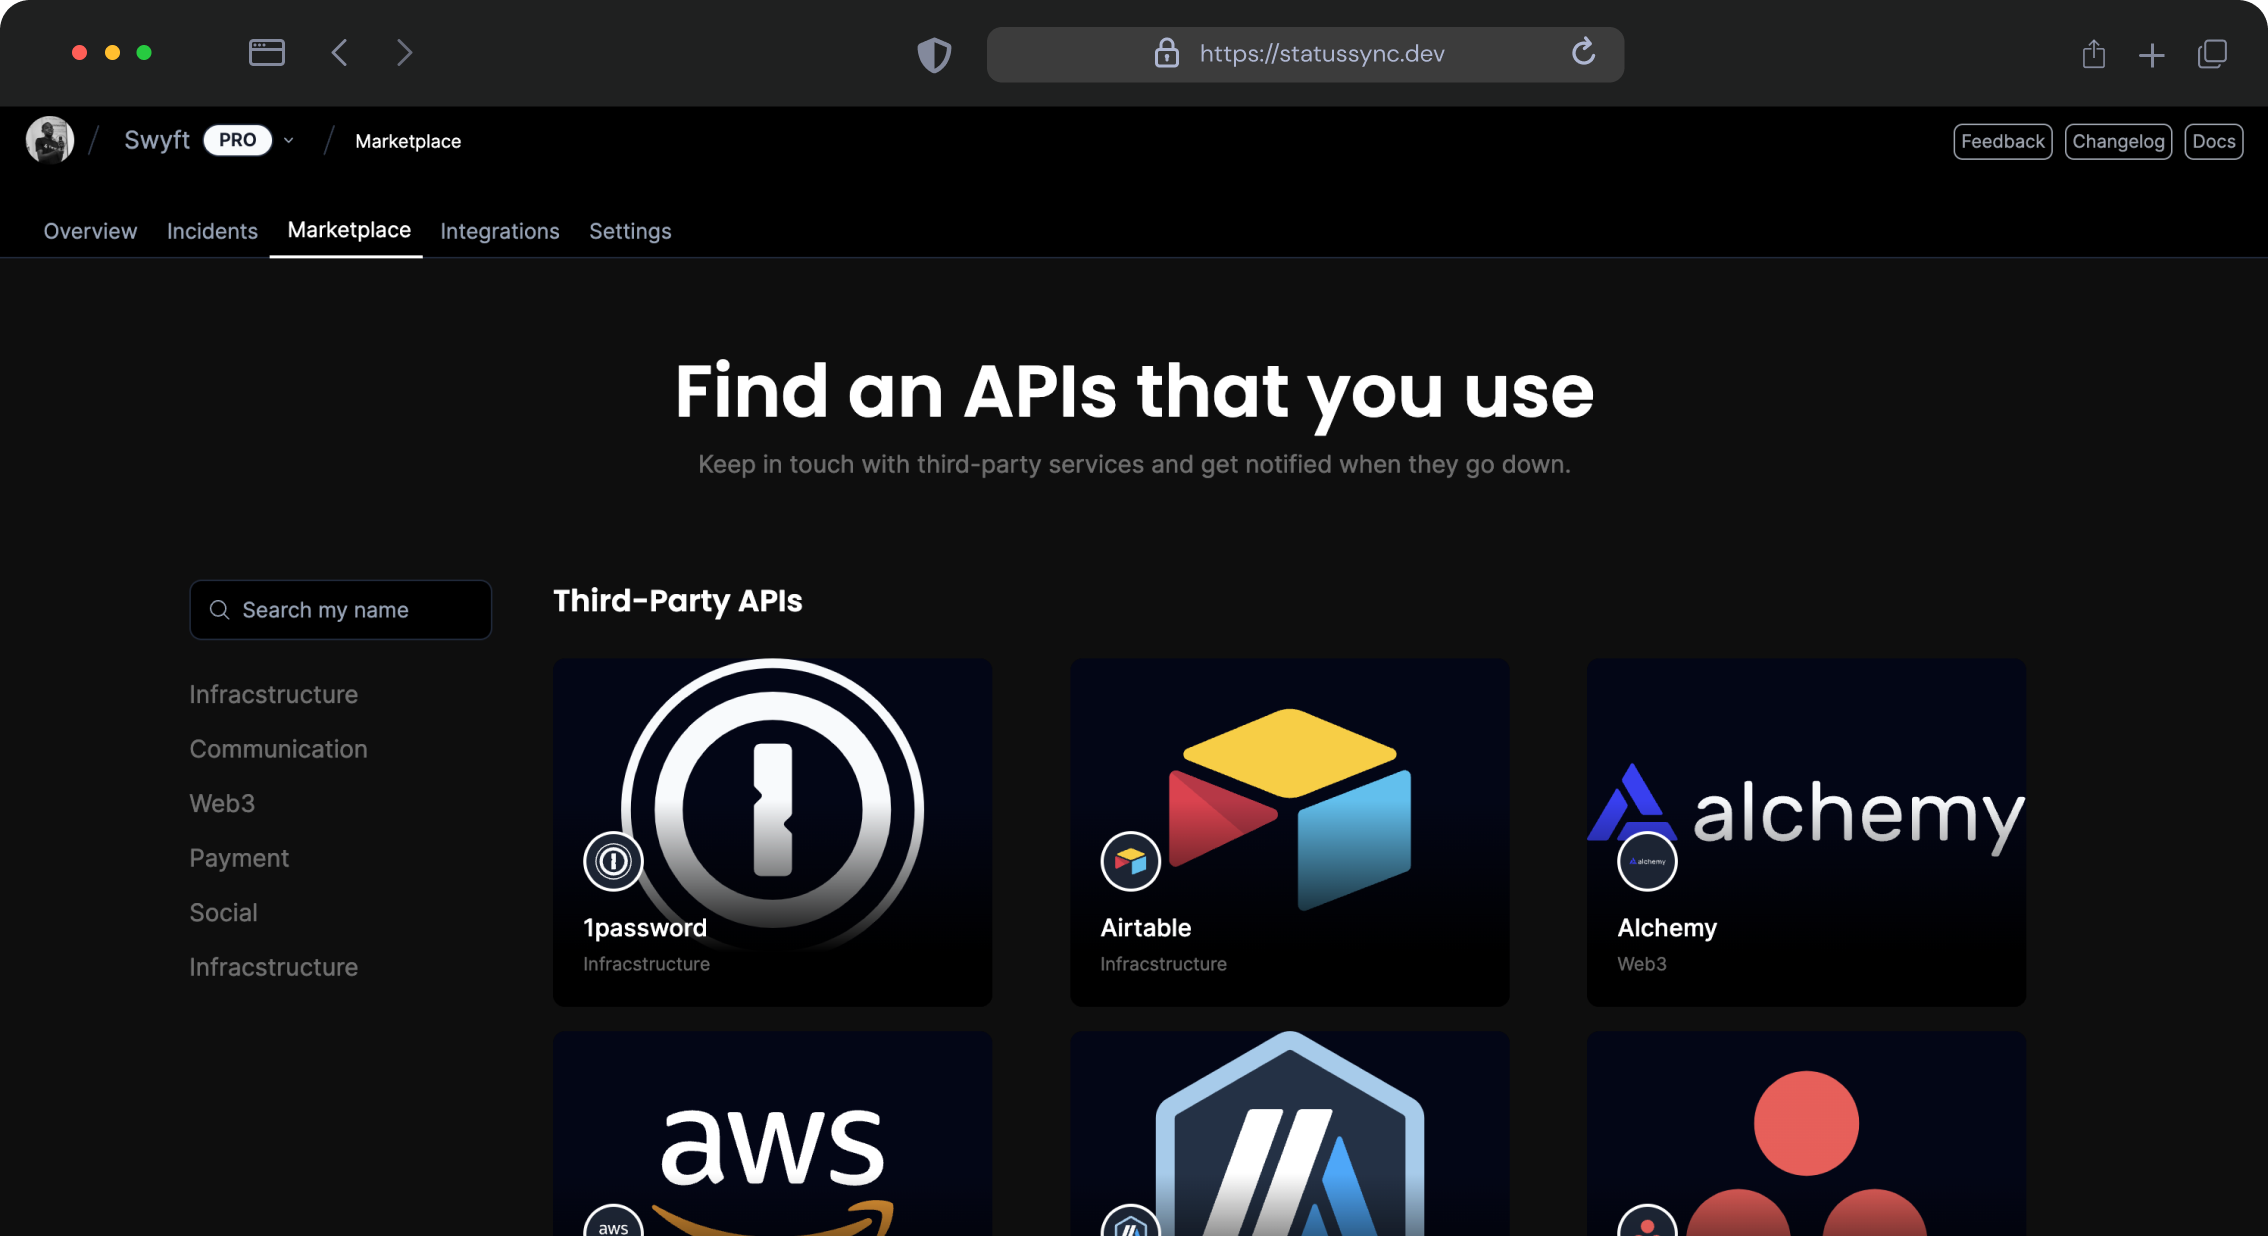 https://statussync.dev
/ Swyft PRO / Marketplace
Feedback Changelog Docs
Overview Incidents Marketplace Integrations Settings
Find an APIs that you use
Keep in touch with third-party services and get notified when they go down.
Search my name
Infracstructure
Communication
Web3
Payment
Social
Infracstructure
Third-Party APIs
1password
Infracstructure
Airtable
Infracstructure
alchemy
alchemy
Alchemy
Web3
aws
aws